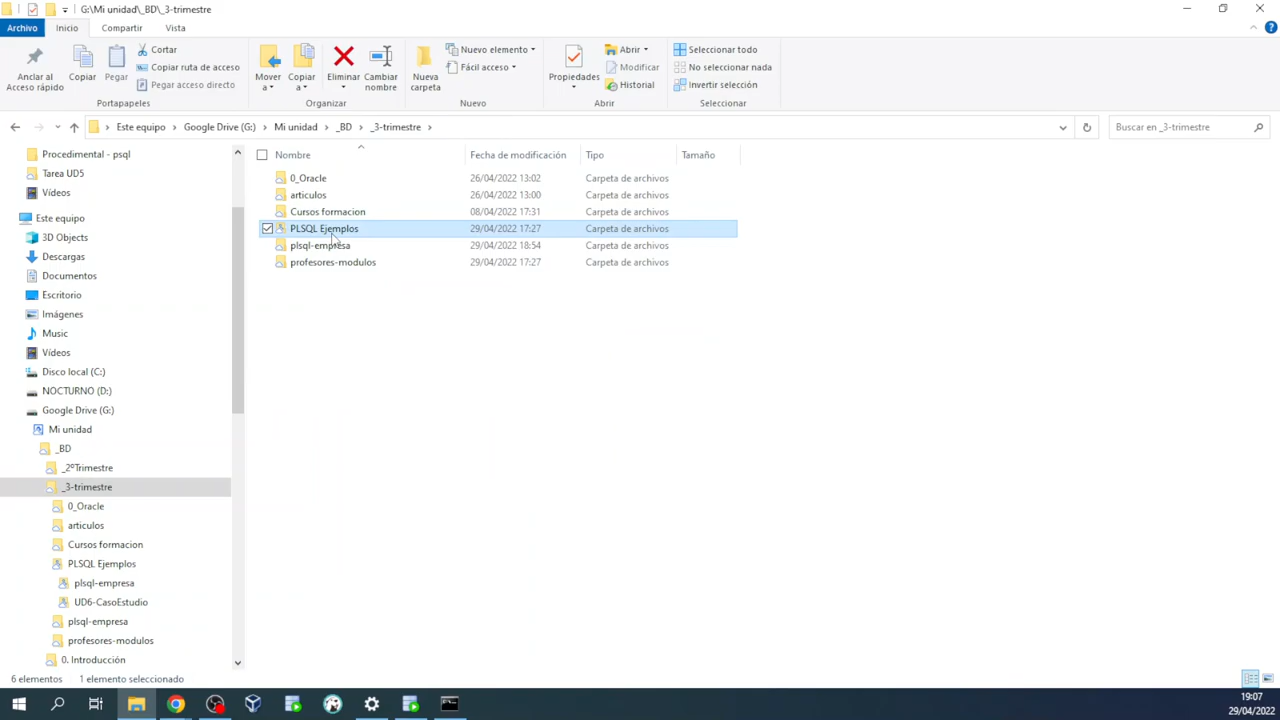 G:\Mi unidad\_BD\_3-trimestre
Archivo Inicio Compartir Vista
Anclar al Acceso rápido
Copiar
Pegar
Cortar
Copiar ruta de acceso
Pegar acceso directo
Portapapeles
Mover a
Copiar a
Eliminar
Cambiar nombre
Organizar
Nueva carpeta
Nuevo elemento
Fácil acceso
Nuevo
Propiedades
Abrir
Modificar
Historial
Abrir
Seleccionar todo
No seleccionar nada
Invertir selección
Seleccionar
Este equipo > Google Drive (G:) > Mi unidad > _BD > _3-trimestre >
Buscar en _3-trimestre
Procedimental - psql
Tarea UD5
Vídeos
Este equipo
3D Objects
Descargas
Documentos
Escritorio
Imágenes
Music
Vídeos
Disco local (C:)
NOCTURNO (D:)
Google Drive (G:)
Mi unidad
_BD
_2ºTrimestre
_3-trimestre
0_Oracle
articulos
Cursos formacion
PLSQL Ejemplos
plsql-empresa
UD6-CasoEstudio
plsql-empresa
profesores-modulos
0. Introducción
Nombre Fecha de modificación Tipo Tamaño
0_Oracle 26/04/2022 13:02 Carpeta de archivos
articulos 26/04/2022 13:00 Carpeta de archivos
Cursos formacion 08/04/2022 17:31 Carpeta de archivos
PLSQL Ejemplos 29/04/2022 17:27 Carpeta de archivos
plsql-empresa 29/04/2022 18:54 Carpeta de archivos
profesores-modulos 29/04/2022 17:27 Carpeta de archivos
6 elementos 1 elemento seleccionado
19:07
29/04/2022